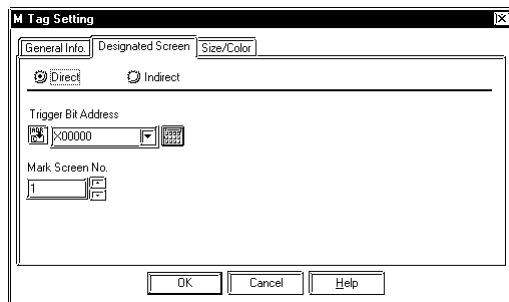 M Tag Setting
General Info. Designated Screen Size/Color
Direct Indirect
Trigger Bit Address
X00000
Mark Screen No.
1
OK Cancel Help